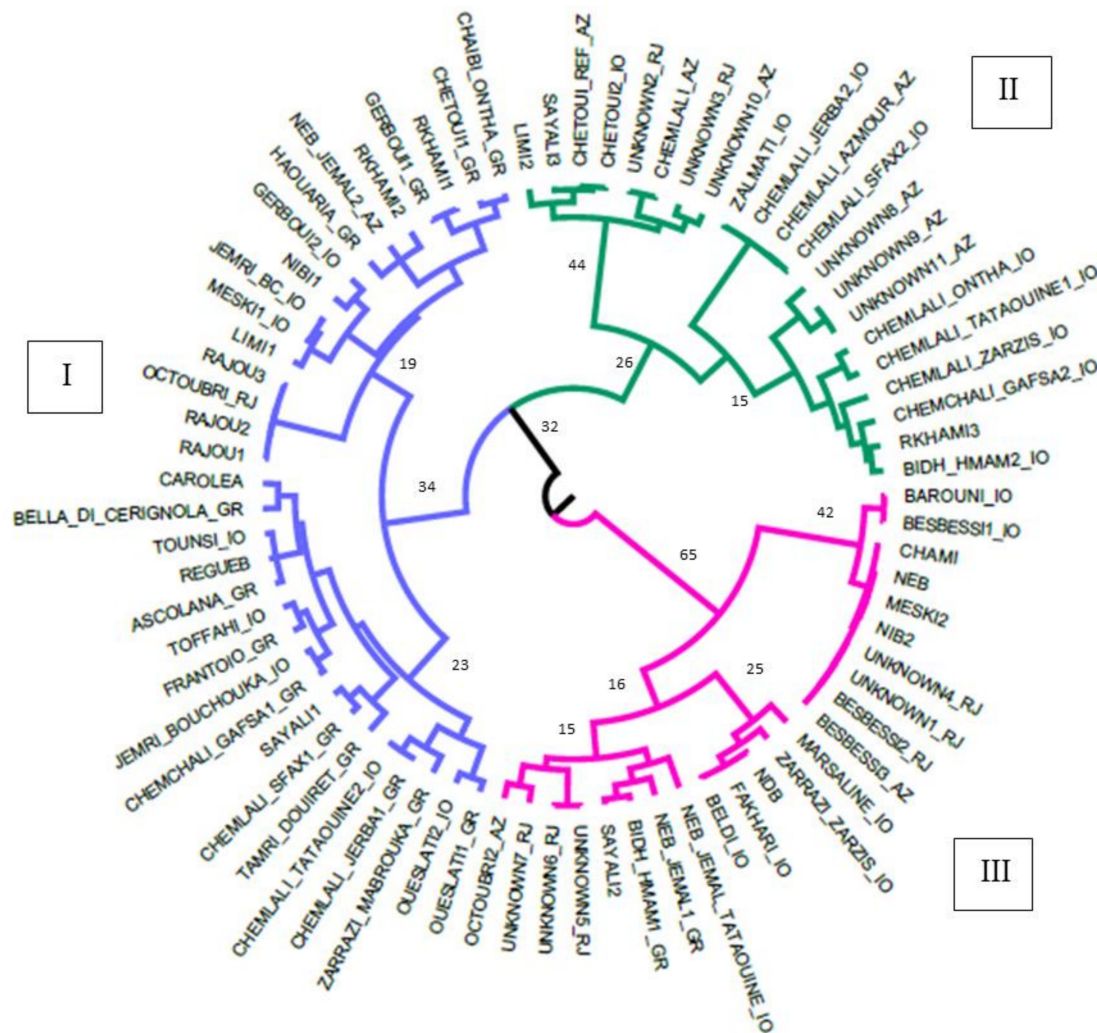 I
II
III
LIMI2
SAYALI3
CHETOUI_REF_AZ
CHETOUI2_IO
UNKNOWN2_RJ
CHEMLALI_AZ
UNKNOWN3_RJ
UNKNOWN10_AZ
ZALMATI_IO
CHEMLALI_JERBA2_IO
CHEMLALI_AZMOUR_AZ
CHEMLALI_SFAX2_IO
UNKNOWN8_AZ
UNKNOWN9_AZ
UNKNOWN11_AZ
CHEMLALI_ONTHA_IO
CHEMLALI_TATAOUINE1_IO
CHEMLALI_ZARZIS_IO
CHEMCHALI_GAFSA2_IO
RKHAMI3
BIDH_HMAM2_IO
BAROUNI_IO
BESBESSI1_IO
CHAMI
NEB
MESKI2
NIB2
UNKNOWN4_RJ
UNKNOWN1_RJ
BESBESSI2_RJ
BESBESSI3_AZ
MARSALINE_IO
ZARRAZI_ZARZIS_IO
NDB
FAKHARI_IO
BELDI_IO
NEB_JEMAL_TATAOUINE_IO
NEB_JEMAL1_GR
BIDH_HMAM1_GR
SAYALI2
UNKNOWN5_RJ
UNKNOWN6_RJ
UNKNOWN7_RJ
OCTOUBRI2_AZ
OUESLATI1_GR
OUESLATI2_IO
ZARRAZI_MABROUKA_GR
CHEMLALI_JERBA1_GR
CHEMLALI_TATAOUINE2_IO
TAMRI_DOUIRET_GR
CHEMLALI_SFAX1_GR
SAYALI1
CHEMCHALI_GAFSA1_GR
JEMRI_BOUCHOUKA_IO
FRANTOIO_GR
TOFFAHI_IO
ASCOLANA_GR
REGUEB
TOUNSI_IO
BELLA_DI_CERIGNOLA_GR
CAROLEA
RAJOU1
RAJOU2
OCTOUBRI_RJ
RAJOU3
LIMI1
MESKI1_IO
JEMRI_BC_IO
NIBI1
GERBOUI2_IO
HAOUARIA_GR
NEB_JEMAL2_AZ
RKHAMI2
GERBOUI1_GR
RKHAMI1
CHETOUI1_GR
CHAIBI_ONTHA_GR
44
26
15
19
32
34
42
65
23
16
25
15